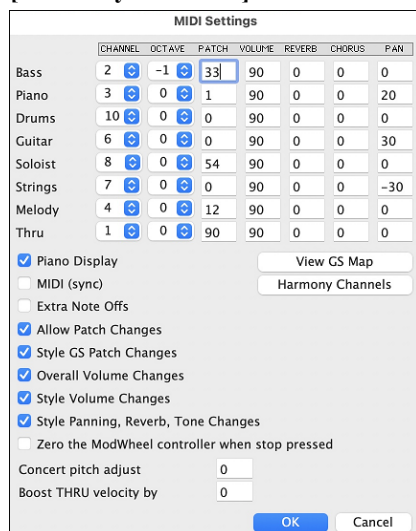 MIDI Settings
CHANNEL OCTAVE PATCH VOLUME REVERB CHORUS PAN
Bass 2 -1 33 90 0 0 0
Piano 3 0 1 90 0 0 20
Drums 10 0 0 90 0 0 0
Guitar 6 0 0 90 0 0 30
Soloist 8 0 54 90 0 0 0
Strings 7 0 0 90 0 0 -30
Melody 4 0 12 90 0 0 0
Thru 1 0 90 90 0 0 0
Piano Display View GS Map
MIDI (sync) Harmony Channels
Extra Note Offs
Allow Patch Changes
Style GS Patch Changes
Overall Volume Changes
Style Volume Changes
Style Panning, Reverb, Tone Changes
Zero the ModWheel controller when stop pressed
Concert pitch adjust 0
Boost THRU velocity by 0
OK Cancel